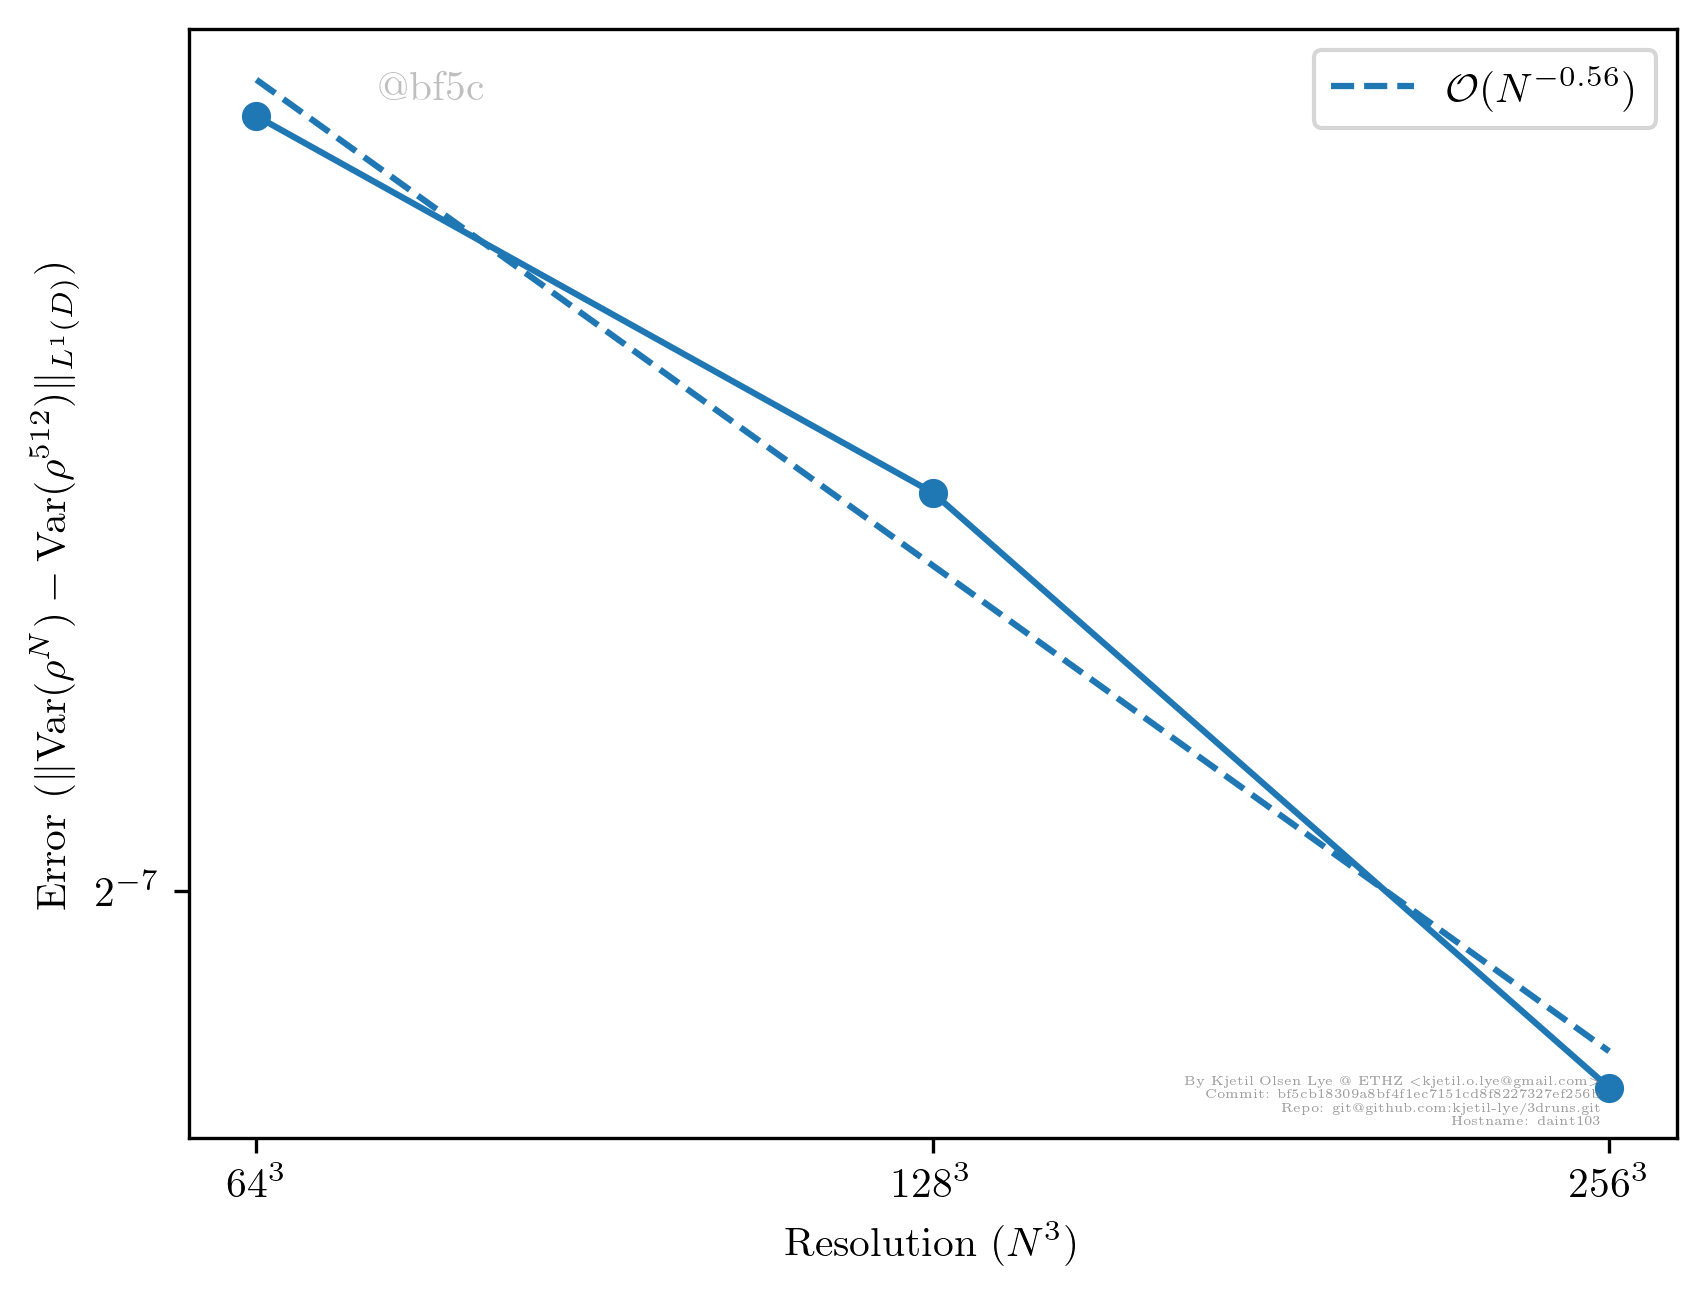 @bf5c
𝒪(N^{-0.56})
Error (‖Var(ρ^N) − Var(ρ^{512})‖_{L^1(D)})
2^{-7}
By Kjetil Olsen Lye @ ETHZ <kjetil.o.lye@gmail.com>
Commit: bf5cb18309a8bf4f1ec7151cd8f8227327ef256b
Repo: git@github.com:kjetil-lye/3druns.git
Hostname: daint103
64^3 128^3 256^3
Resolution (N^3)